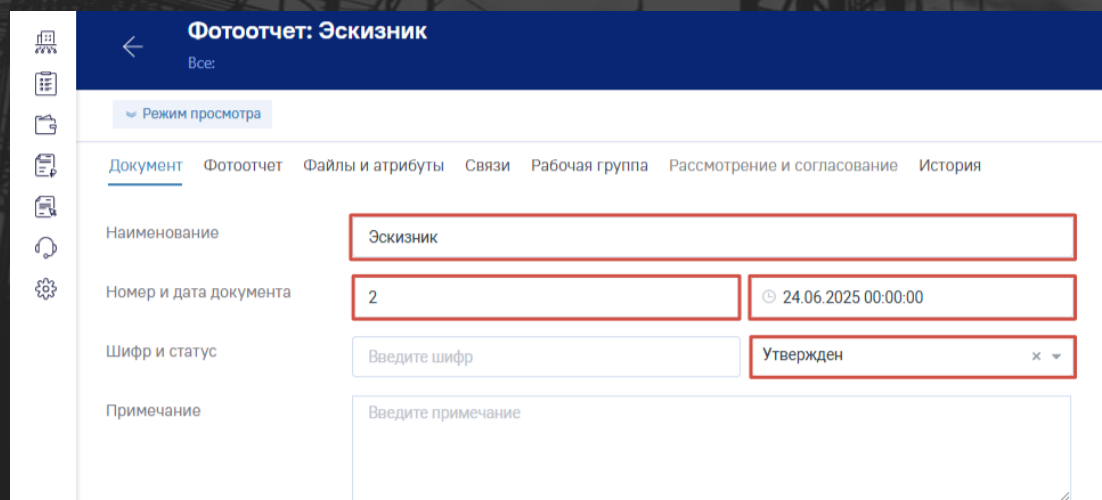 Фотоотчет: Эскизник
Все:
Режим просмотра
Документ Фотоотчет Файлы и атрибуты Связи Рабочая группа Рассмотрение и согласование История
Наименование Эскизник
Номер и дата документа 2 24.06.2025 00:00:00
Шифр и статус Введите шифр Утвержден
Примечание Введите примечание